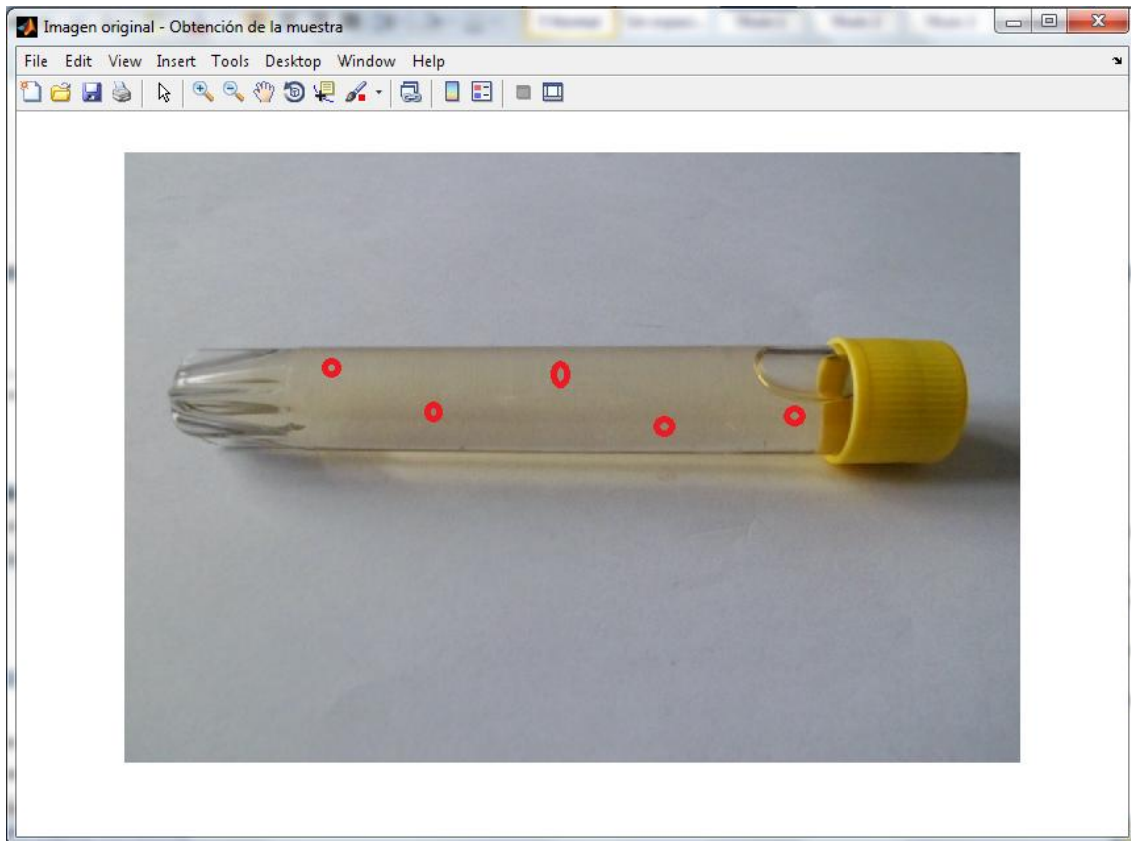 Imagen original - Obtención de la muestra
File Edit View Insert Tools Desktop Window Help